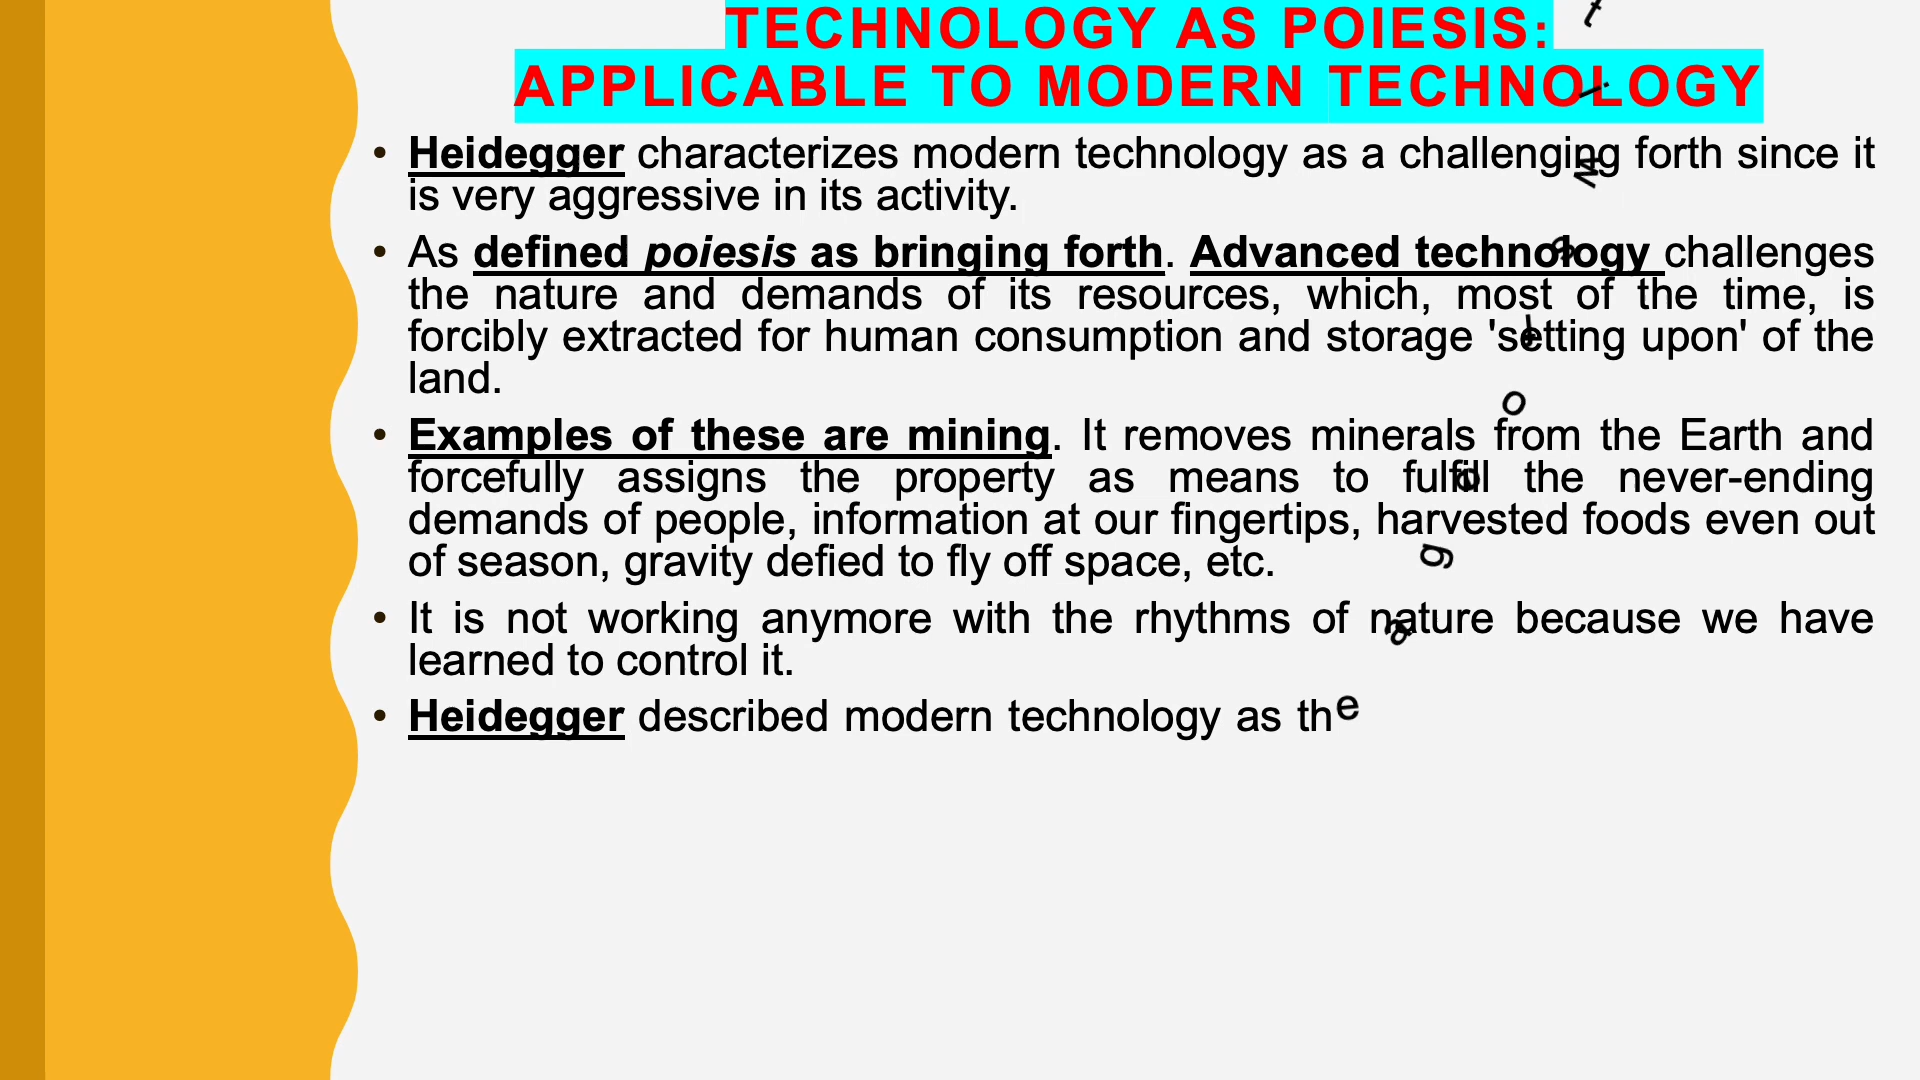 TECHNOLOGY AS POIESIS:
APPLICABLE TO MODERN TECHNOLOGY
• Heidegger characterizes modern technology as a challenging forth since it
is very aggressive in its activity.
• As defined poiesis as bringing forth. Advanced technology challenges
the nature and demands of its resources, which, most of the time, is
forcibly extracted for human consumption and storage 'setting upon' of the
land.
• Examples of these are mining. It removes minerals from the Earth and
forcefully assigns the property as means to fulfill the never-ending
demands of people, information at our fingertips, harvested foods even out
of season, gravity defied to fly off space, etc.
• It is not working anymore with the rhythms of nature because we have
learned to control it.
• Heidegger described modern technology as the